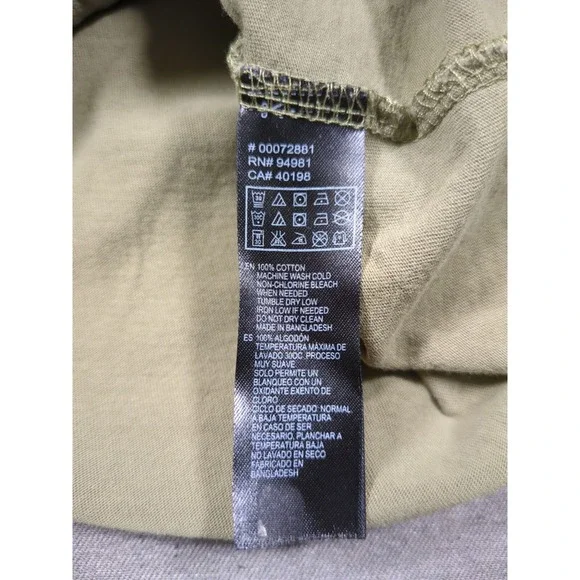 # 00072881
RN# 94981
CA# 40198
EN 100% COTTON
MACHINE WASH COLD
NON-CHLORINE BLEACH
WHEN NEEDED
TUMBLE DRY LOW
IRON LOW IF NEEDED
DO NOT DRY CLEAN
MADE IN BANGLADESH
ES 100% ALGODÓN
TEMPERATURA MÁXIMA DE
LAVADO 30OC. PROCESO
MUY SUAVE
SOLO PERMITE UN
BLANQUEO CON UN
OXIDANTE EXENTO DE
CLORO
CICLO DE SECADO: NORMAL
A BAJA TEMPERATURA
EN CASO DE SER
NECESARIO, PLANCHAR A
TEMPERATURA BAJA
NO LAVADO EN SECO
FABRICADO EN
BANGLADESH